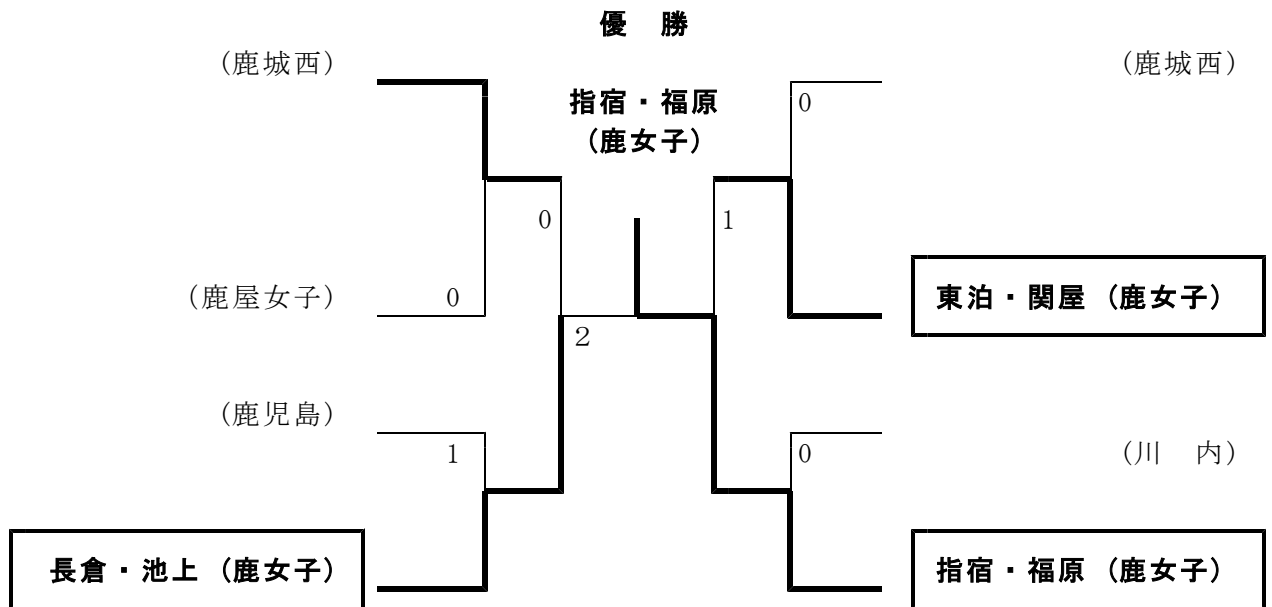 優　勝
(鹿城西)
(鹿城西)
指宿・福原
(鹿女子)
0
0
1
(鹿屋女子)
0
東泊・関屋 (鹿女子)
2
(鹿児島)
1
0
(川　内)
長倉・池上 (鹿女子)
指宿・福原 (鹿女子)